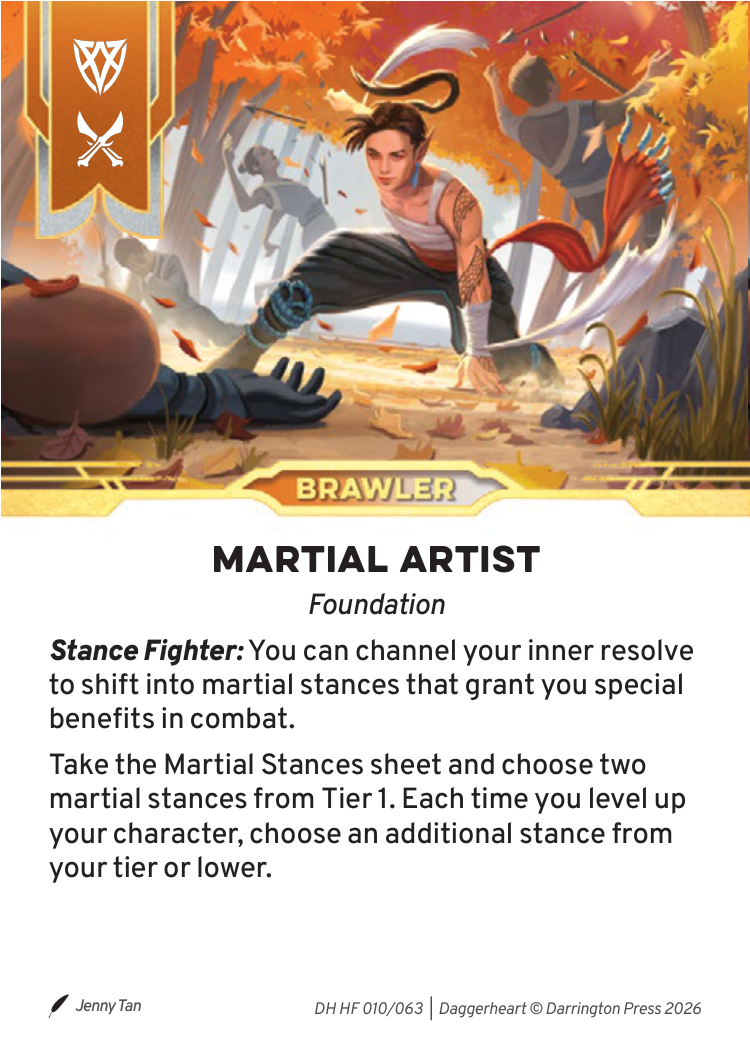 BRAWLER
MARTIAL ARTIST
Foundation
Stance Fighter: You can channel your inner resolve
to shift into martial stances that grant you special
benefits in combat.
Take the Martial Stances sheet and choose two
martial stances from Tier 1. Each time you level up
your character, choose an additional stance from
your tier or lower.
Jenny Tan
DH HF 010/063 | Daggerheart © Darrington Press 2026